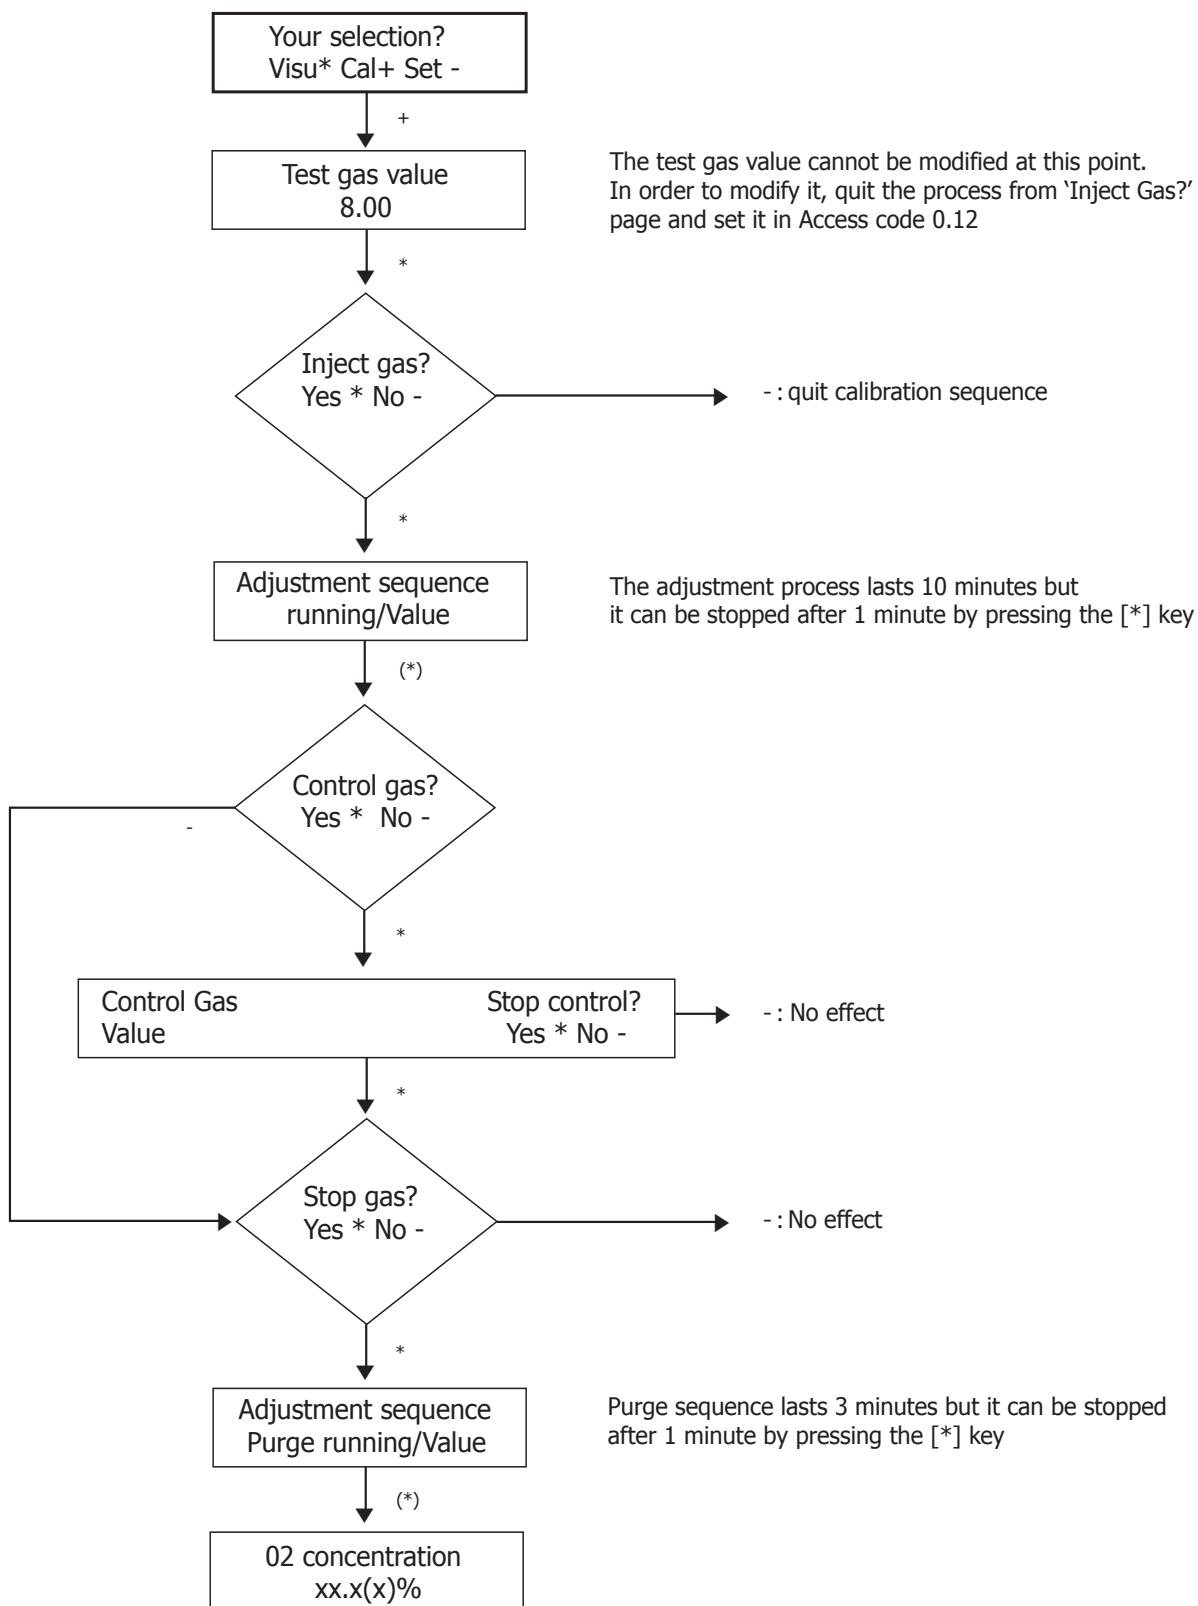 Your selection?
Visu* Cal+ Set -
+
Test gas value
8.00
The test gas value cannot be modified at this point.
In order to modify it, quit the process from ‘Inject Gas?’
page and set it in Access code 0.12
*
Inject gas?
Yes * No -
- : quit calibration sequence
*
Adjustment sequence
running/Value
The adjustment process lasts 10 minutes but
it can be stopped after 1 minute by pressing the [*] key
(*)
Control gas?
Yes * No -
-
*
Control Gas
Value
Stop control?
Yes * No -
- : No effect
*
Stop gas?
Yes * No -
- : No effect
*
Adjustment sequence
Purge running/Value
Purge sequence lasts 3 minutes but it can be stopped
after 1 minute by pressing the [*] key
(*)
02 concentration
xx.x(x)%